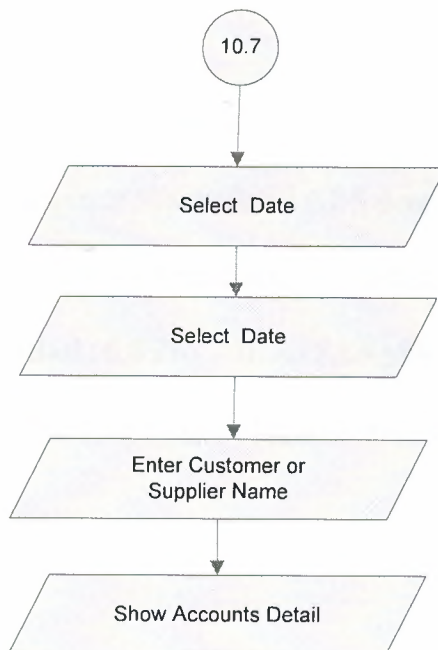 10.7
Select Date
Select Date
Enter Customer or
Supplier Name
Show Accounts Detail